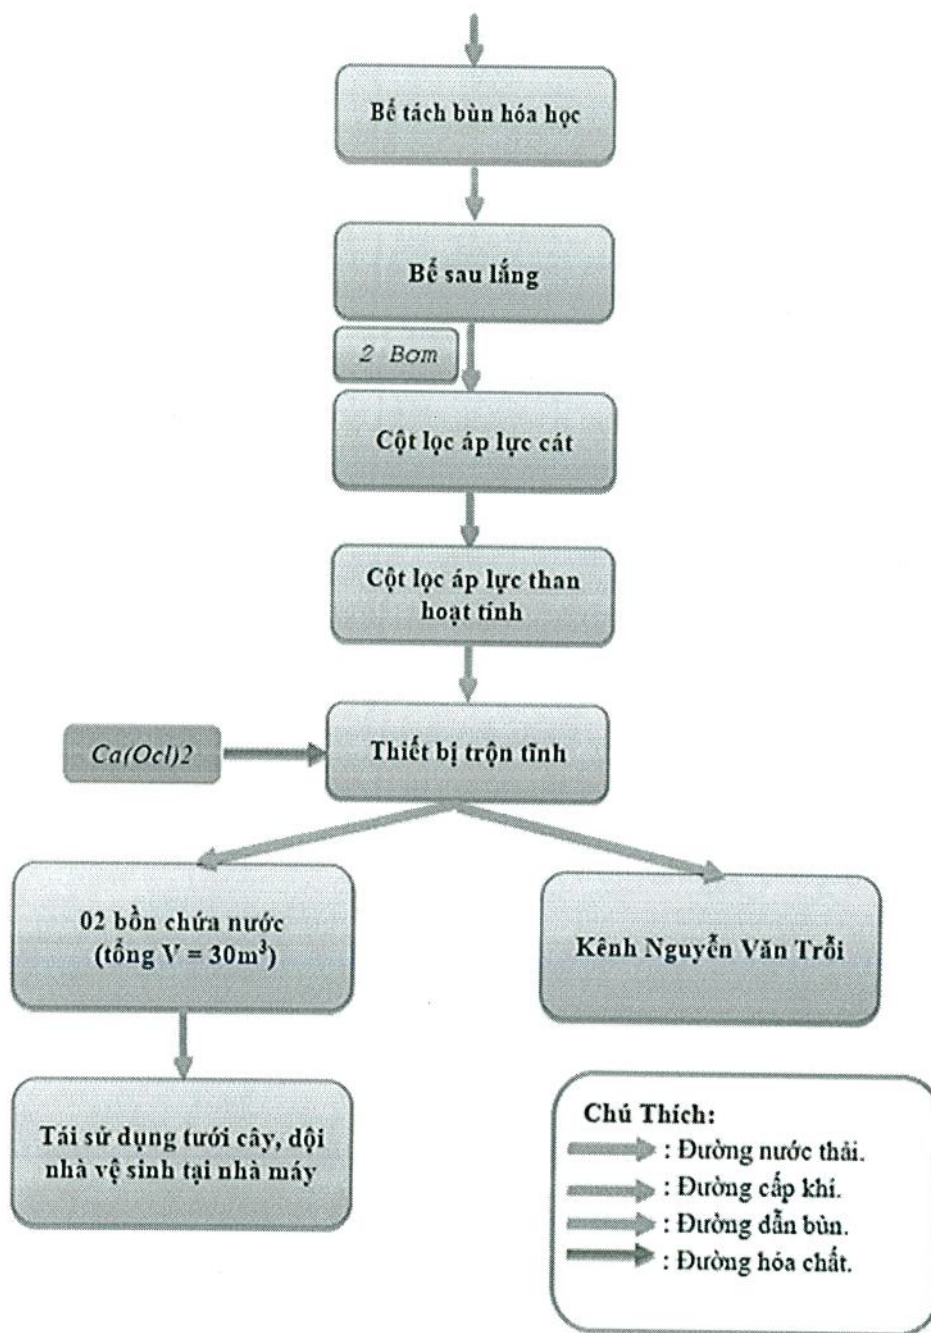 Bể tách bùn hóa học
Bể sau lắng
2 Bom
Cột lọc áp lực cát
Cột lọc áp lực than
hoạt tính
Ca(Ocl)2
Thiết bị trộn tĩnh
02 bồn chứa nước
(tổng V = 30m³)
Kênh Nguyễn Văn Trỗi
Tái sử dụng tưới cây, dội
nhà vệ sinh tại nhà máy
Chú Thích:
: Đường nước thải.
: Đường cấp khí.
: Đường dẫn bùn.
: Đường hóa chất.